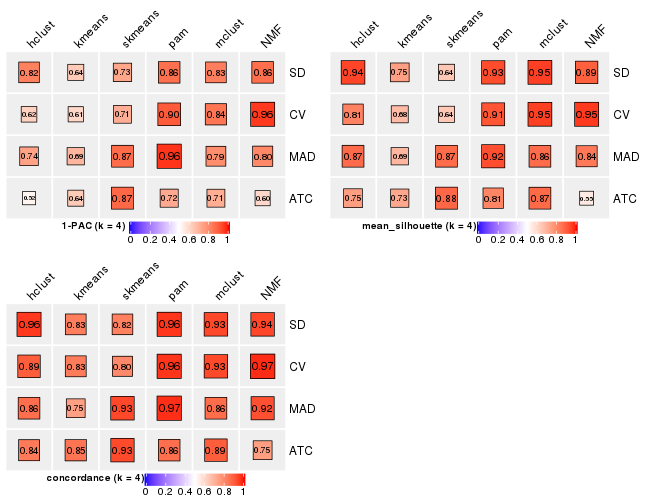 hclust kmeans skmeans pam mclust NMF
0.82 0.64 0.73 0.86 0.83 0.86 SD
0.62 0.61 0.71 0.90 0.84 0.96 CV
0.74 0.69 0.87 0.96 0.79 0.80 MAD
0.52 0.64 0.87 0.72 0.71 0.60 ATC
1-PAC (k = 4)
0 0.2 0.4 0.6 0.8 1
hclust kmeans skmeans pam mclust NMF
0.94 0.75 0.64 0.93 0.95 0.89 SD
0.81 0.68 0.64 0.91 0.95 0.95 CV
0.87 0.69 0.87 0.92 0.86 0.84 MAD
0.75 0.73 0.88 0.81 0.87 0.55 ATC
mean_silhouette (k = 4)
0 0.2 0.4 0.6 0.8 1
hclust kmeans skmeans pam mclust NMF
0.96 0.83 0.82 0.96 0.93 0.94 SD
0.89 0.83 0.80 0.96 0.93 0.97 CV
0.86 0.75 0.93 0.97 0.86 0.92 MAD
0.84 0.85 0.93 0.86 0.89 0.75 ATC
concordance (k = 4)
0 0.2 0.4 0.6 0.8 1